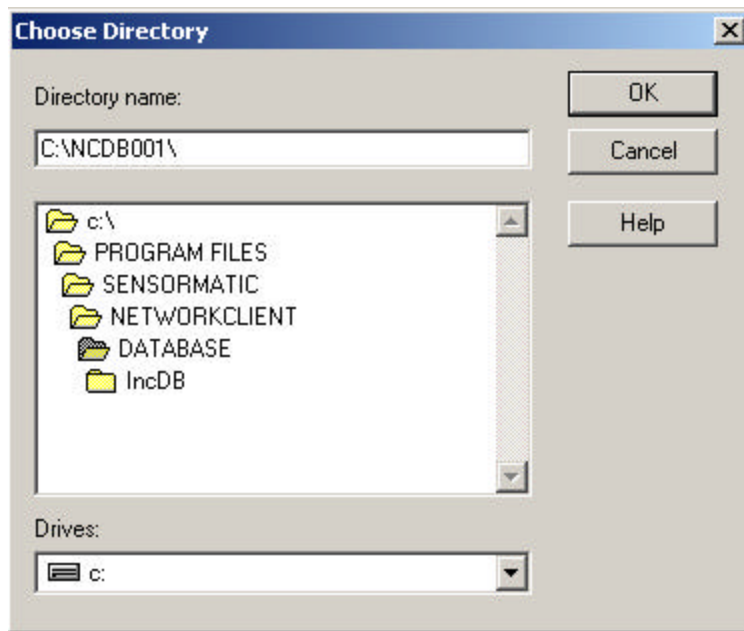 Choose Directory
Directory name:
OK
C:\NCDB001\
Cancel
Help
c:\
PROGRAM FILES
SENSORMATIC
NETWORKCLIENT
DATABASE
IncDB
Drives:
c: